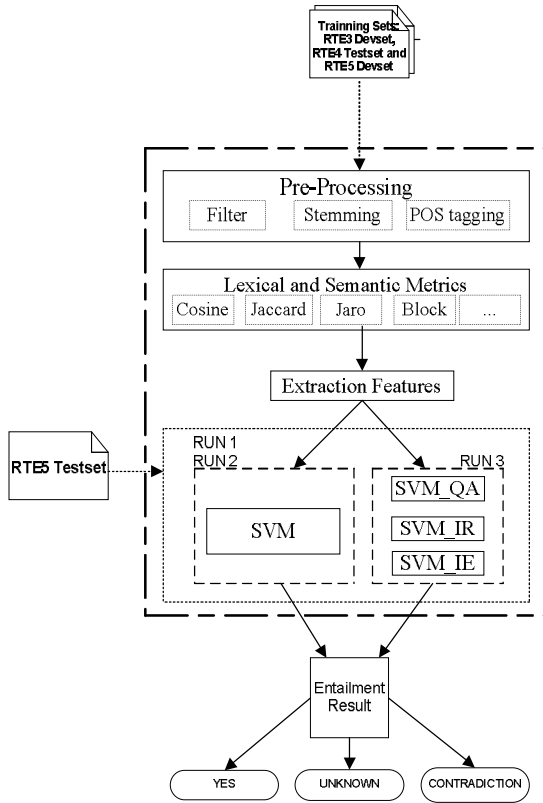 Trainning Sets:
RTE3 Devset,
RTE4 Testset and
RTE5 Devset
Pre-Processing
Filter
Stemming
POS tagging
Lexical and Semantic Metrics
Cosine
Jaccard
Jaro
Block
...
Extraction Features
RTE5 Testset
RUN 1
RUN 2
RUN 3
SVM
SVM_QA
SVM_IR
SVM_IE
Entailment
Result
YES
UNKNOWN
CONTRADICTION